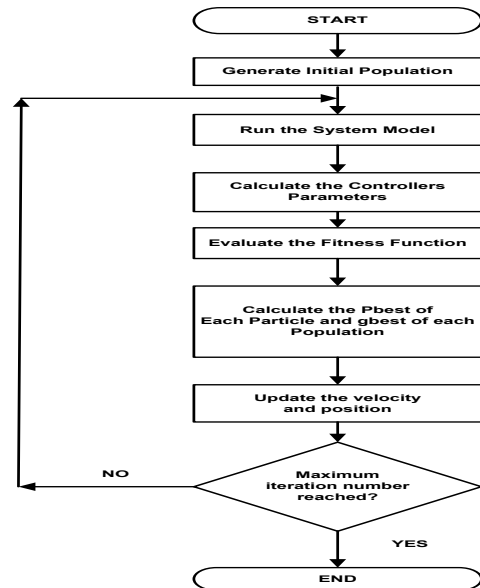 START
Generate Initial Population
Run the System Model
Calculate the Controllers
Parameters
Evaluate the Fitness Function
Calculate the Pbest of
Each Particle and gbest of each
Population
Update the velocity
and position
Maximum
iteration number
reached?
NO
YES
END